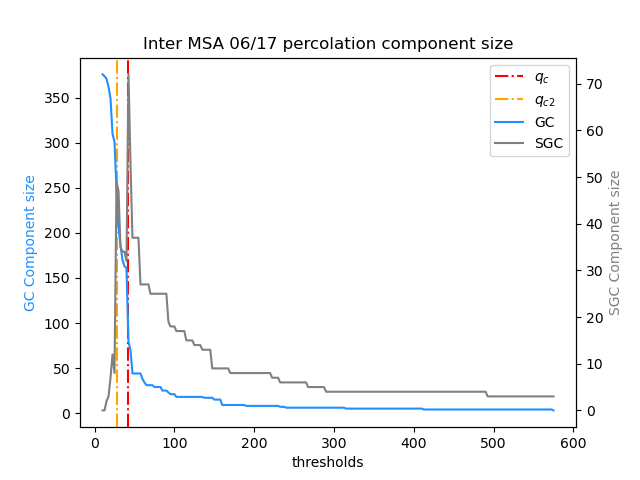 Inter MSA 06/17 percolation component size
GC Component size
350
300
250
200
150
100
50
0
0
100
200
300
400
500
600
thresholds
70
60
50
40
30
20
10
0
SGC Component size
q_c
q_{c2}
GC
SGC